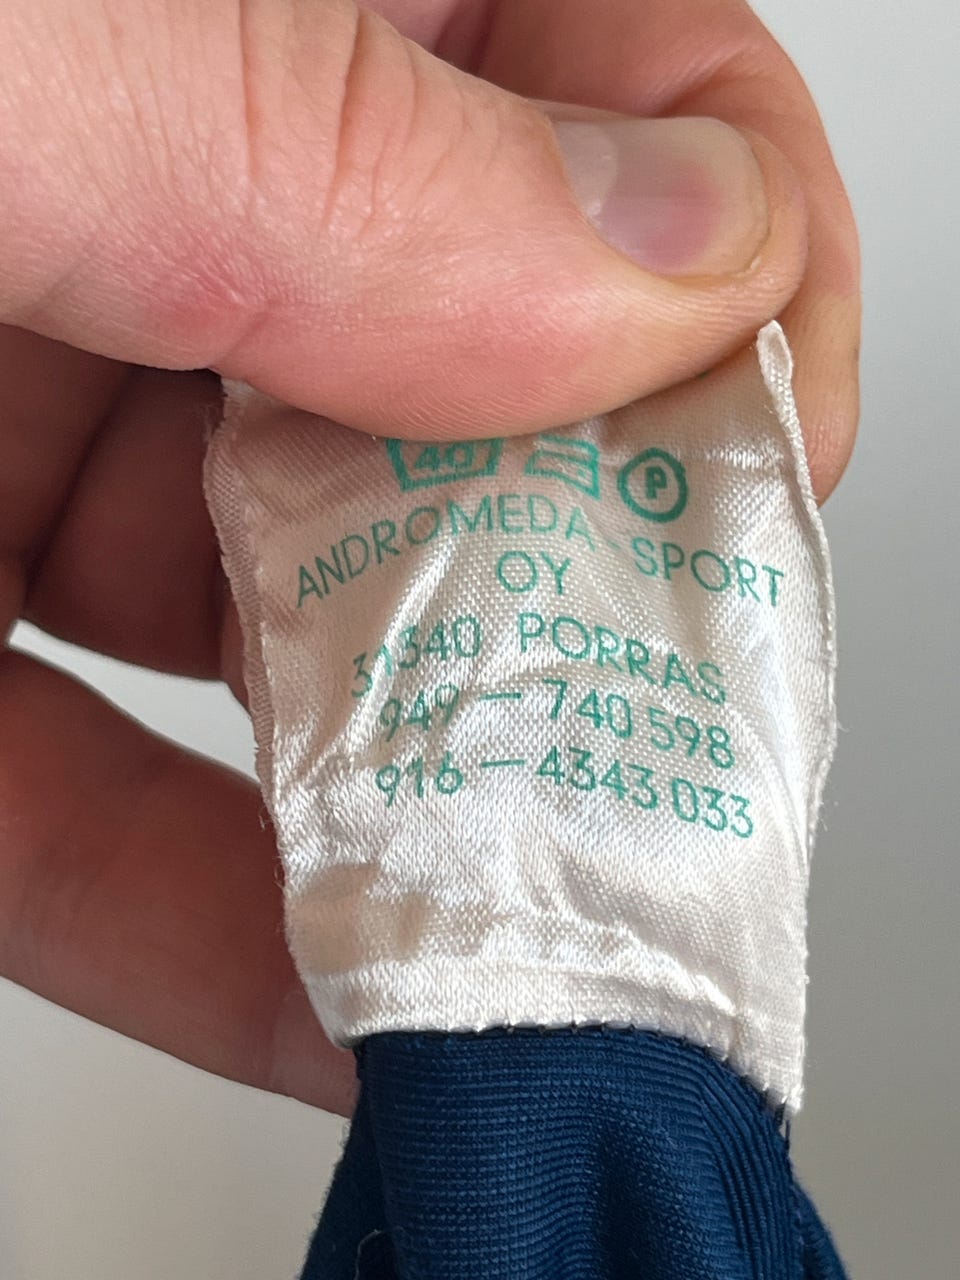 40 P
ANDROMEDA-SPORT
OY
31340 PORRAS
949 — 740 598
916 — 4343 033